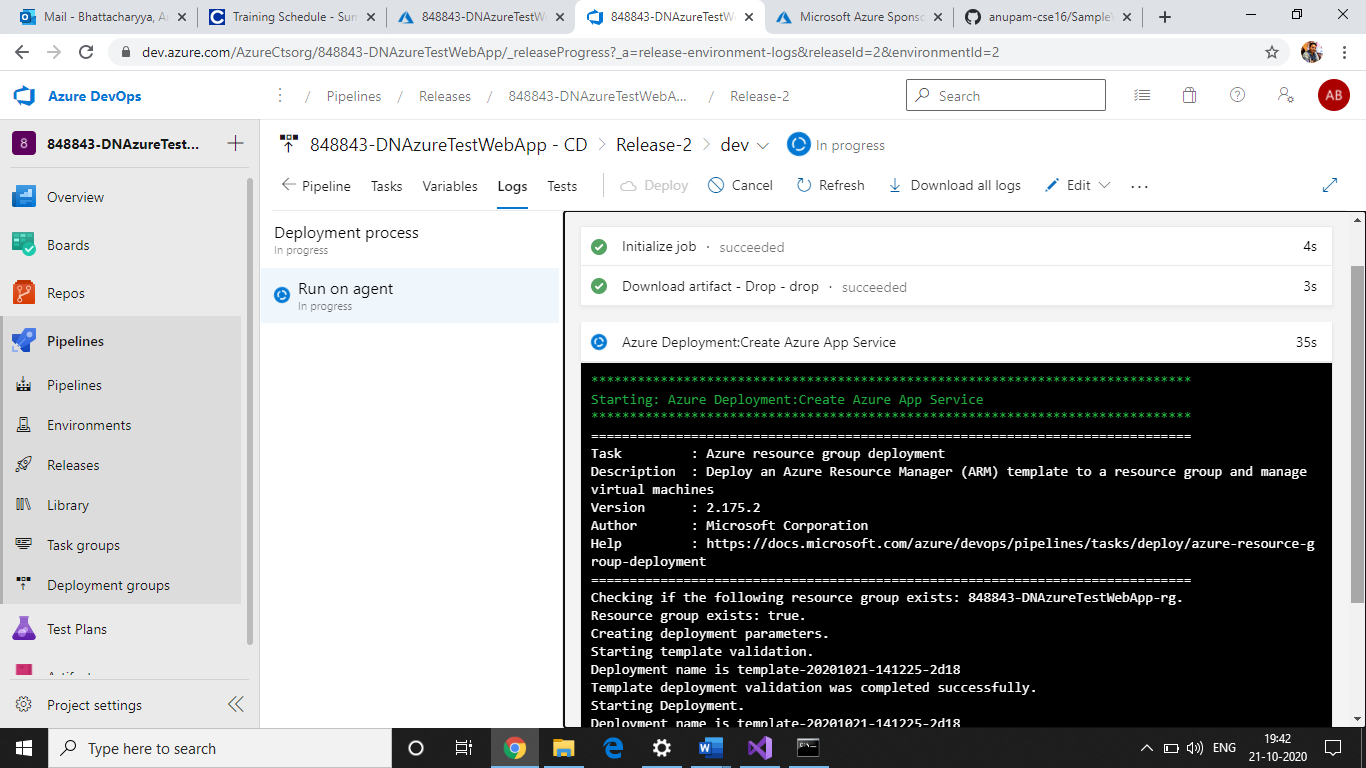 Mail - Bhattacharyya, A
Training Schedule - Sun
848843-DNAzureTestW
848843-DNAzureTestW
Microsoft Azure Sponsc
anupam-cse16/Sample
dev.azure.com/AzureCtsorg/848843-DNAzureTestWebApp/_releaseProgress?_a=release-environment-logs&releaseId=2&environmentId=2
Azure DevOps
/ Pipelines / Releases / 848843-DNAzureTestWebA... / Release-2
Search
AB
8
848843-DNAzureTest...
848843-DNAzureTestWebApp - CD > Release-2 > dev
In progress
Pipeline
Tasks
Variables
Logs
Tests
Deploy
Cancel
Refresh
Download all logs
Edit
...
Overview
Boards
Repos
Pipelines
Pipelines
Environments
Releases
Library
Task groups
Deployment groups
Test Plans
Project settings
Deployment process
In progress
Run on agent
In progress
Initialize job · succeeded 4s
Download artifact - Drop - drop · succeeded 3s
Azure Deployment:Create Azure App Service 35s
******************************************************************************
Starting: Azure Deployment:Create Azure App Service
******************************************************************************
==============================================================================
Task         : Azure resource group deployment
Description  : Deploy an Azure Resource Manager (ARM) template to a resource group and manage
virtual machines
Version      : 2.175.2
Author       : Microsoft Corporation
Help         : https://docs.microsoft.com/azure/devops/pipelines/tasks/deploy/azure-resource-g
roup-deployment
==============================================================================
Checking if the following resource group exists: 848843-DNAzureTestWebApp-rg.
Resource group exists: true.
Creating deployment parameters.
Starting template validation.
Deployment name is template-20201021-141225-2d18
Template deployment validation was completed successfully.
Starting Deployment.
Deployment name is template-20201021-141225-2d18
Type here to search
ENG
19:42
21-10-2020